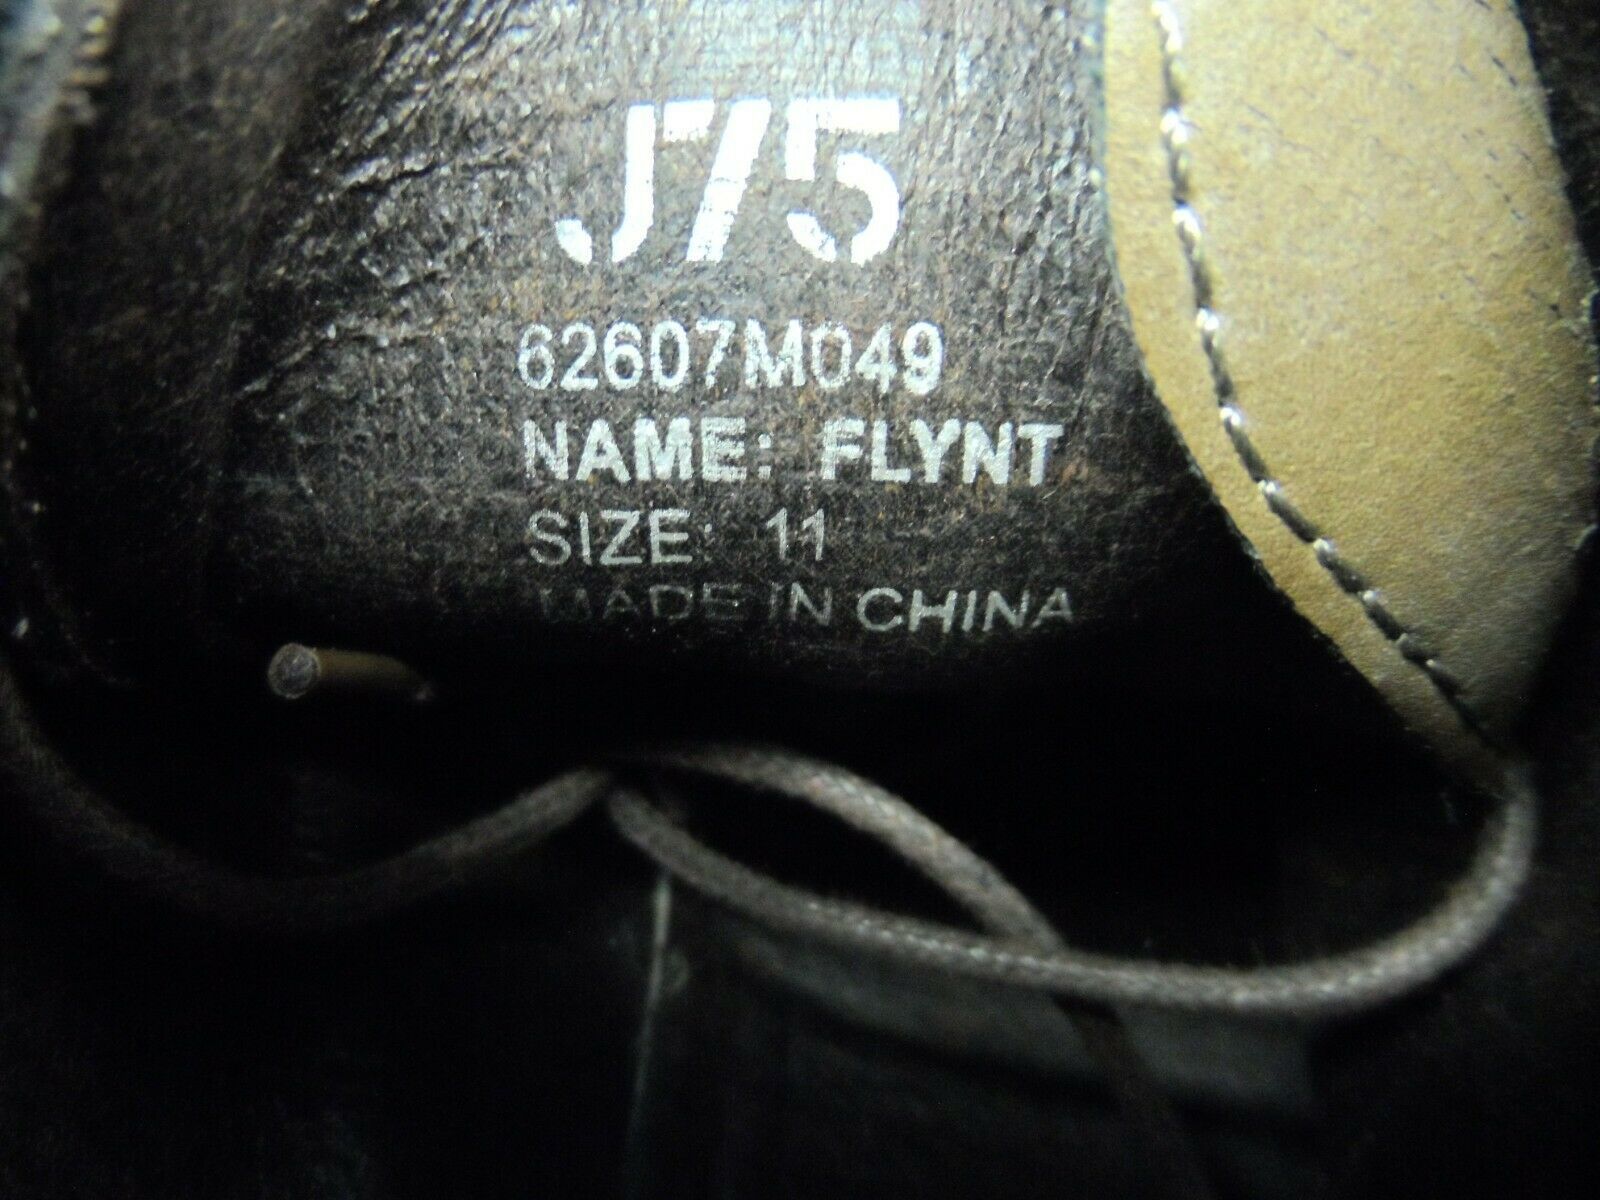 J75
62607M049
NAME: FLYNT
SIZE: 11
MADE IN CHINA